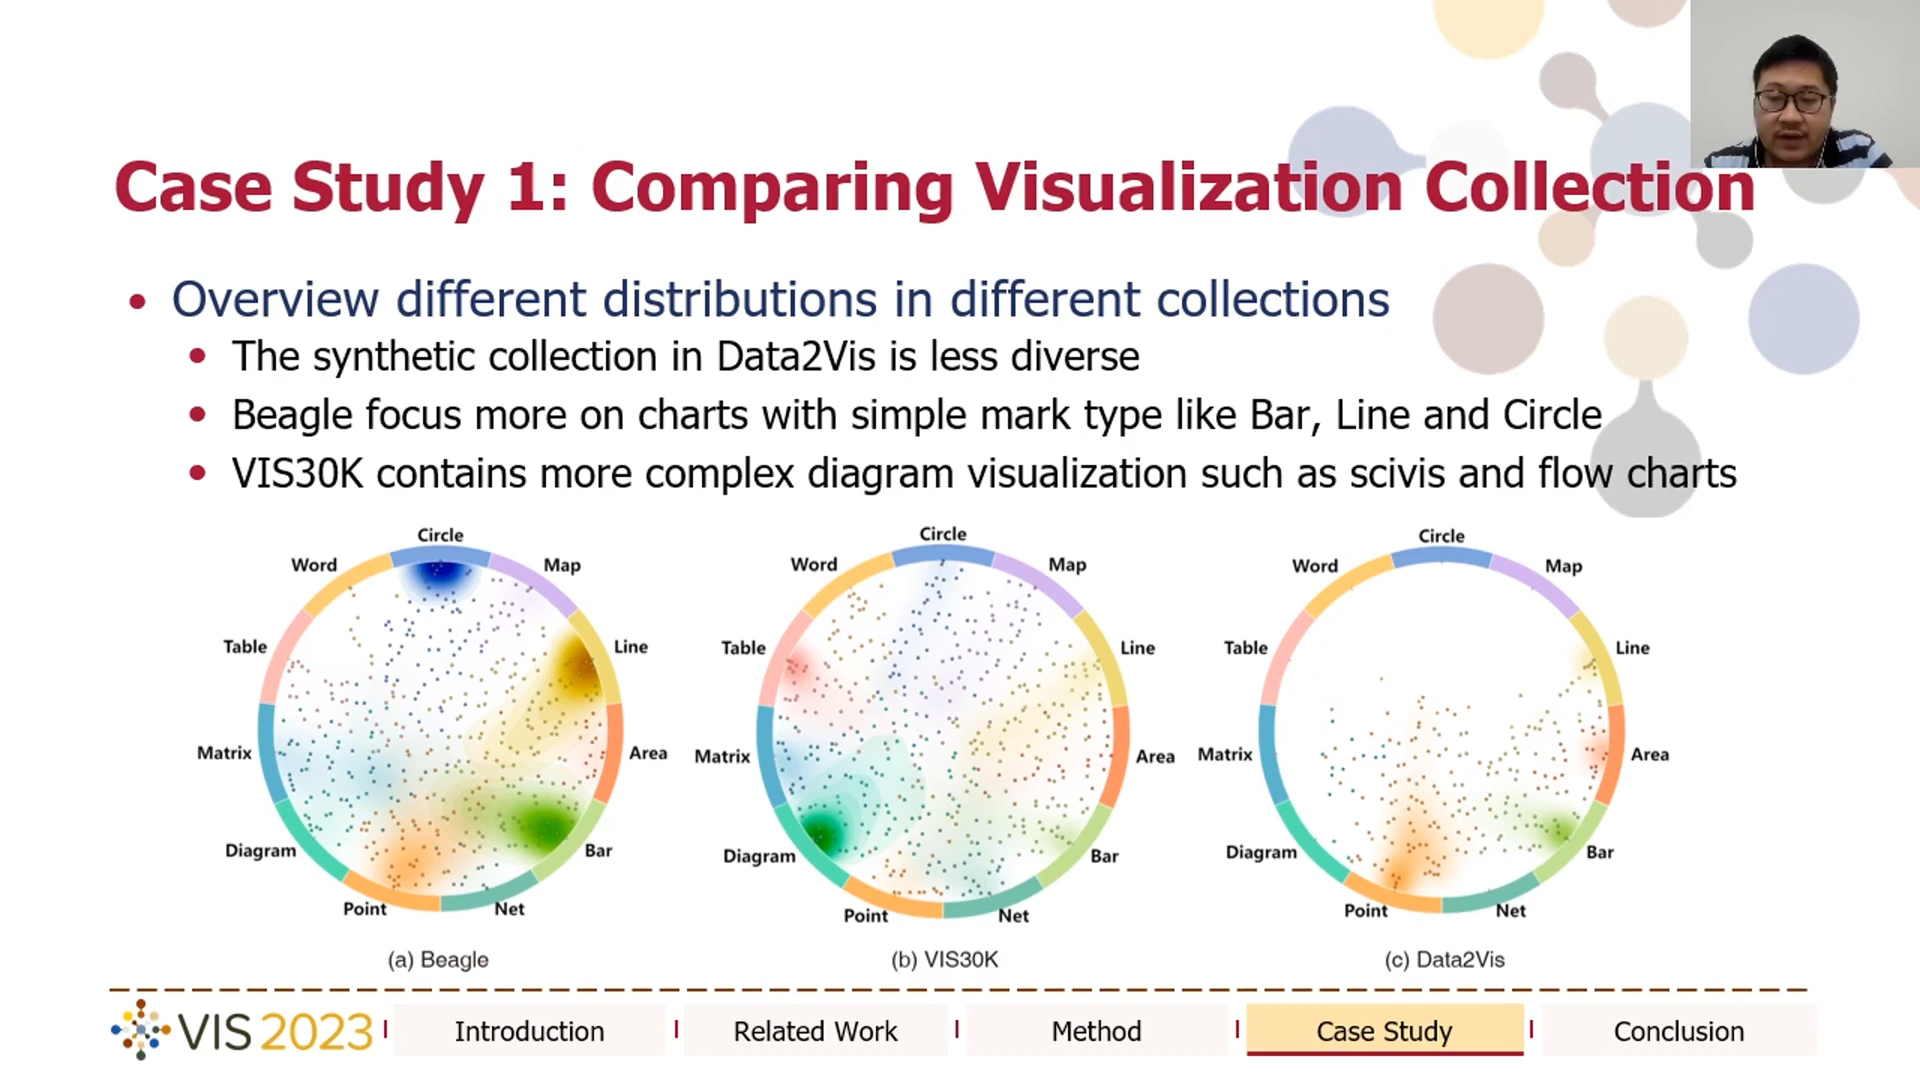 Case Study 1: Comparing Visualization Collection
• Overview different distributions in different collections
• The synthetic collection in Data2Vis is less diverse
• Beagle focus more on charts with simple mark type like Bar, Line and Circle
• VIS30K contains more complex diagram visualization such as scivis and flow charts
Circle
Map
Line
Area
Bar
Net
Point
Diagram
Matrix
Table
Word
(a) Beagle
Circle
Map
Line
Area
Bar
Net
Point
Diagram
Matrix
Table
Word
(b) VIS30K
Circle
Map
Line
Area
Bar
Net
Point
Diagram
Matrix
Table
Word
(c) Data2Vis
VIS 2023
Introduction
Related Work
Method
Case Study
Conclusion